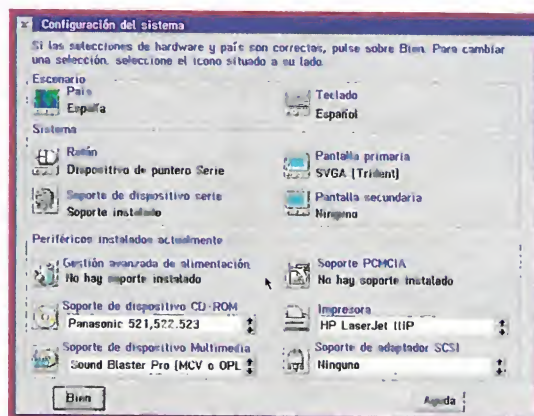 Configuración del sistema
Si las selecciones de hardware y país son correctas, pulse sobre Bien. Para cambiar
una selección, seleccione el icono situado a su lado.
Escenario
País
España
Teclado
Español
Sistema
Ratón
Dispositivo de puntero Serie
Pantalla primaria
SVGA (Trident)
Soporte de dispositivo serie
Soporte instalado
Pantalla secundaria
Ninguno
Periféricos instalados actualmente
Gestión avanzada de alimentación
No hay soporte instalado
Soporte PCMCIA
No hay soporte instalado
Soporte de dispositivo CD-ROM
Panasonic 521,522,523
Impresora
HP LaserJet IIIP
Soporte de dispositivo Multimedia
Sound Blaster Pro (MCV o OPL
Soporte de adaptador SCSI
Ninguno
Bien
Ayuda